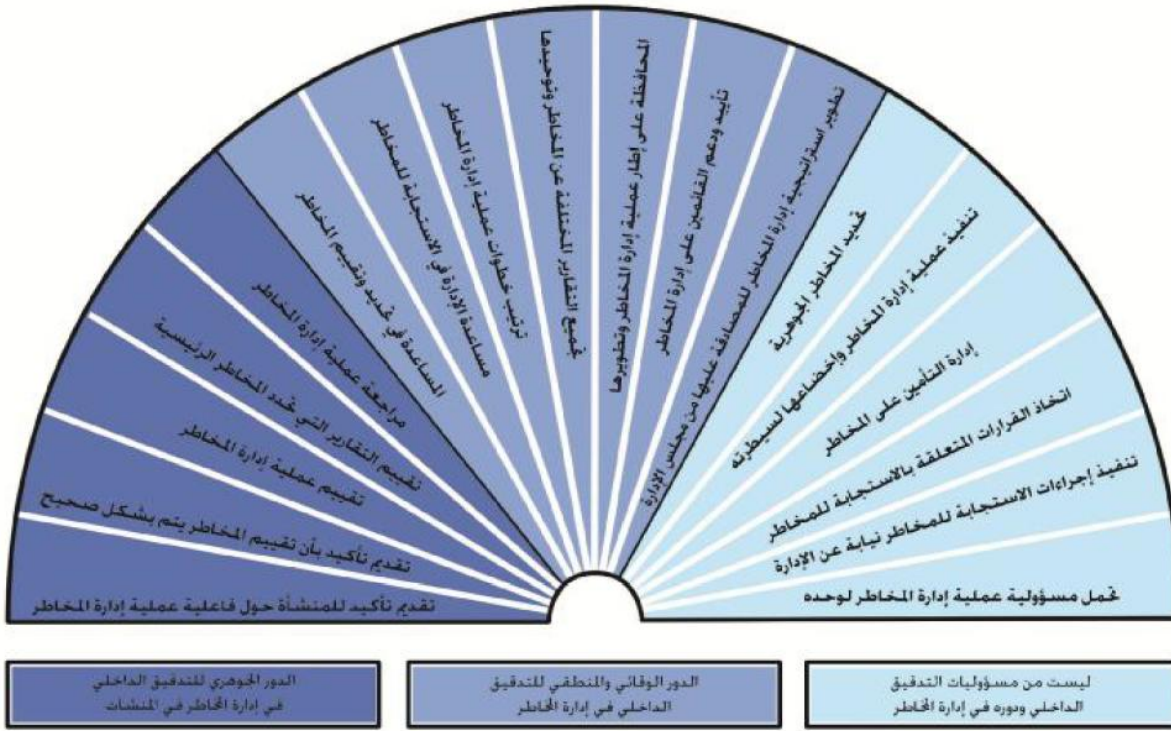 تقديم تأكيد للمنشأة حول فاعلية عملية إدارة المخاطر
تقديم تأكيد بأن تقييم المخاطر يتم بشكل صحيح
تقييم عملية إدارة المخاطر
تقييم التقارير التي تحدد المخاطر الرئيسية
مراجعة عملية إدارة المخاطر
المساعدة في تحديد وتقييم المخاطر
مساعدة الإدارة في الاستجابة للمخاطر
ترتيب خطوات عملية إدارة المخاطر
تجميع التقارير المختلفة عن المخاطر وتوحيدها
المحافظة على إطار عملية إدارة المخاطر وتطويرها
تأييد ودعم القائمين على إدارة المخاطر
تطوير استراتيجية إدارة المخاطر للمصادقة عليها من مجلس الإدارة
تحديد المخاطر الجوهرية
تنفيذ عملية إدارة المخاطر وإخضاعها لسيطرته
إدارة التأمين على المخاطر
اتخاذ القرارات المتعلقة بالاستجابة للمخاطر
تنفيذ إجراءات الاستجابة للمخاطر نيابة عن الإدارة
تحمل مسؤولية عملية إدارة المخاطر لوحده
الدور الجوهري للتدقيق الداخلي
في إدارة المخاطر في المنشات
الدور الوقائي والمنطقي للتدقيق
الداخلي في إدارة المخاطر
ليست من مسؤوليات التدقيق
الداخلي ودوره في إدارة المخاطر